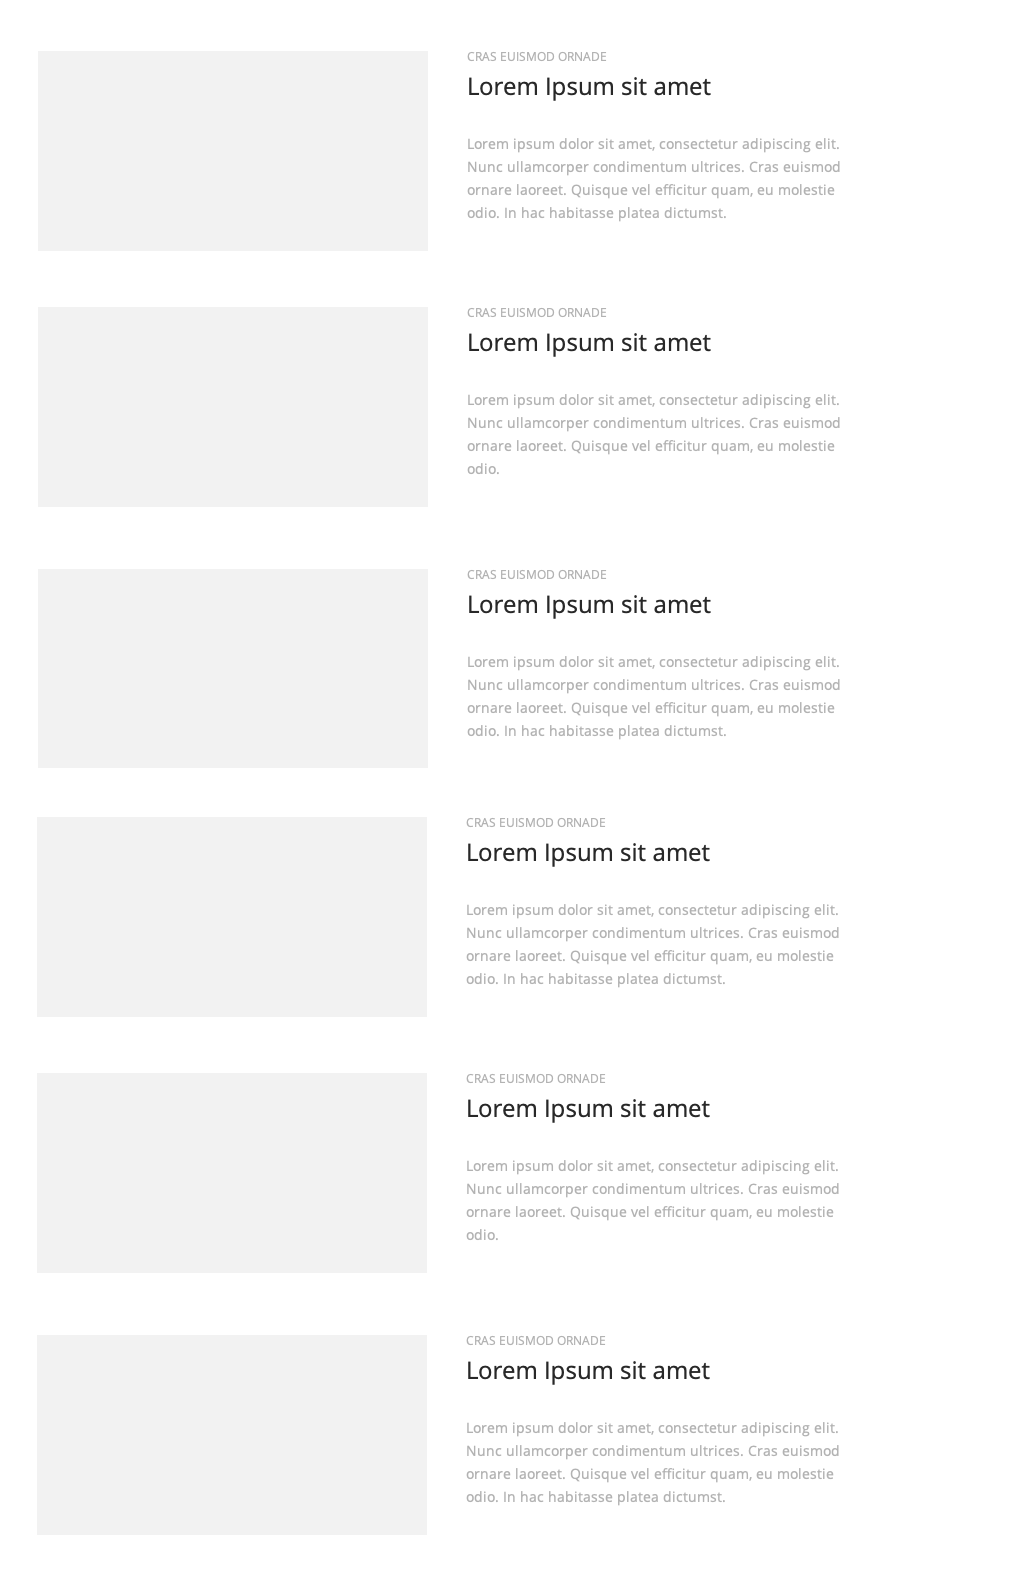 CRAS EUISMOD ORNADE
Lorem Ipsum sit amet
Lorem ipsum dolor sit amet, consectetur adipiscing elit.
Nunc ullamcorper condimentum ultrices. Cras euismod
ornare laoreet. Quisque vel efficitur quam, eu molestie
odio. In hac habitasse platea dictumst.
CRAS EUISMOD ORNADE
Lorem Ipsum sit amet
Lorem ipsum dolor sit amet, consectetur adipiscing elit.
Nunc ullamcorper condimentum ultrices. Cras euismod
ornare laoreet. Quisque vel efficitur quam, eu molestie
odio.
CRAS EUISMOD ORNADE
Lorem Ipsum sit amet
Lorem ipsum dolor sit amet, consectetur adipiscing elit.
Nunc ullamcorper condimentum ultrices. Cras euismod
ornare laoreet. Quisque vel efficitur quam, eu molestie
odio. In hac habitasse platea dictumst.
CRAS EUISMOD ORNADE
Lorem Ipsum sit amet
Lorem ipsum dolor sit amet, consectetur adipiscing elit.
Nunc ullamcorper condimentum ultrices. Cras euismod
ornare laoreet. Quisque vel efficitur quam, eu molestie
odio. In hac habitasse platea dictumst.
CRAS EUISMOD ORNADE
Lorem Ipsum sit amet
Lorem ipsum dolor sit amet, consectetur adipiscing elit.
Nunc ullamcorper condimentum ultrices. Cras euismod
ornare laoreet. Quisque vel efficitur quam, eu molestie
odio.
CRAS EUISMOD ORNADE
Lorem Ipsum sit amet
Lorem ipsum dolor sit amet, consectetur adipiscing elit.
Nunc ullamcorper condimentum ultrices. Cras euismod
ornare laoreet. Quisque vel efficitur quam, eu molestie
odio. In hac habitasse platea dictumst.